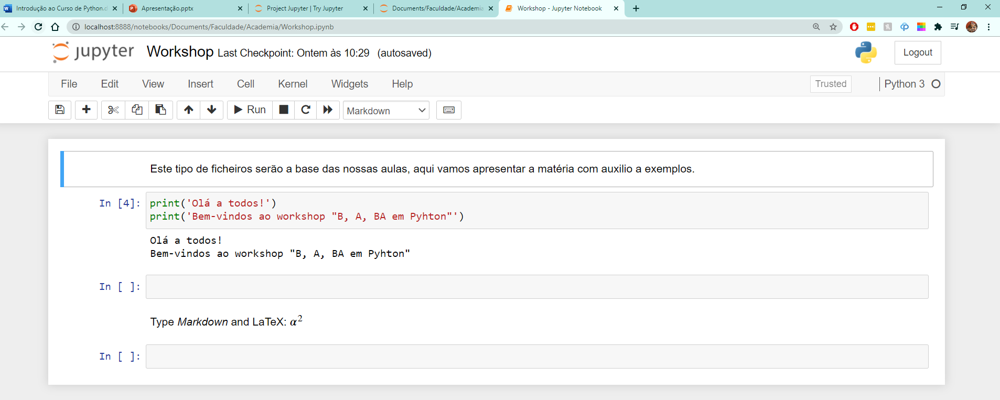 Introdução ao Curso de Python.d
Apresentação.pptx
Project Jupyter | Try Jupyter
Documents/Faculdade/Academia
Workshop - Jupyter Notebook
localhost:8888/notebooks/Documents/Faculdade/Academia/Workshop.ipynb
jupyter Workshop Last Checkpoint: Ontem às 10:29 (autosaved)
Logout
File Edit View Insert Cell Kernel Widgets Help
Trusted
Python 3
Run
Markdown
Este tipo de ficheiros serão a base das nossas aulas, aqui vamos apresentar a matéria com auxilio a exemplos.
In [4]: print('Olá a todos!')
print('Bem-vindos ao workshop "B, A, BA em Pyhton"')
Olá a todos!
Bem-vindos ao workshop "B, A, BA em Pyhton"
In [ ]:
Type Markdown and LaTeX: α²
In [ ]: